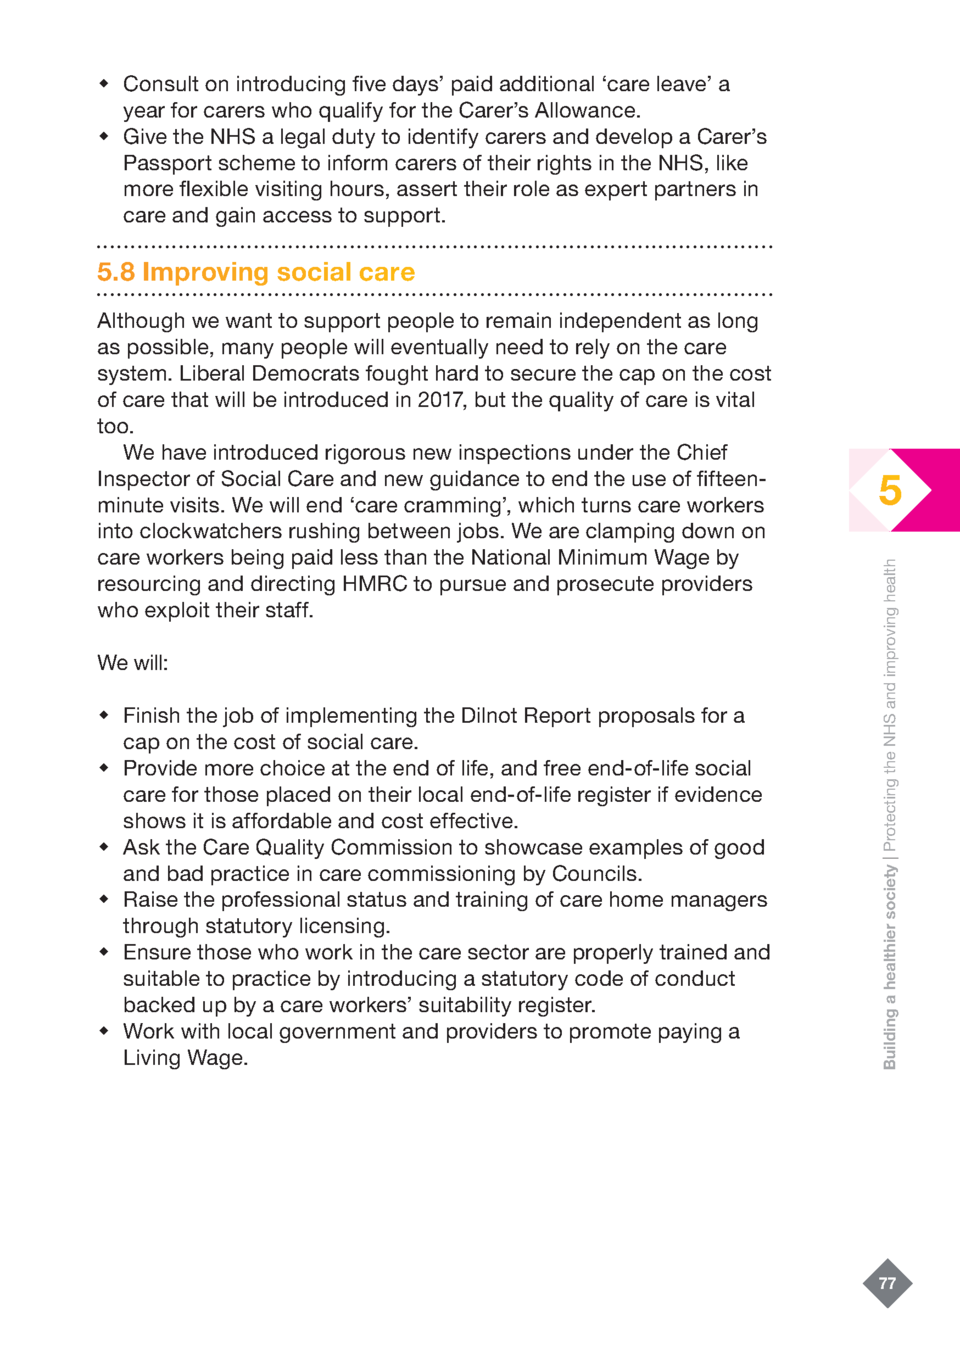 ◆ Consult on introducing five days’ paid additional ‘care leave’ a
year for carers who qualify for the Carer’s Allowance.
◆ Give the NHS a legal duty to identify carers and develop a Carer’s
Passport scheme to inform carers of their rights in the NHS, like
more flexible visiting hours, assert their role as expert partners in
care and gain access to support.
5.8 Improving social care
Although we want to support people to remain independent as long
as possible, many people will eventually need to rely on the care
system. Liberal Democrats fought hard to secure the cap on the cost
of care that will be introduced in 2017, but the quality of care is vital
too.
We have introduced rigorous new inspections under the Chief
Inspector of Social Care and new guidance to end the use of fifteen-
minute visits. We will end ‘care cramming’, which turns care workers
into clockwatchers rushing between jobs. We are clamping down on
care workers being paid less than the National Minimum Wage by
resourcing and directing HMRC to pursue and prosecute providers
who exploit their staff.
We will:
◆ Finish the job of implementing the Dilnot Report proposals for a
cap on the cost of social care.
◆ Provide more choice at the end of life, and free end-of-life social
care for those placed on their local end-of-life register if evidence
shows it is affordable and cost effective.
◆ Ask the Care Quality Commission to showcase examples of good
and bad practice in care commissioning by Councils.
◆ Raise the professional status and training of care home managers
through statutory licensing.
◆ Ensure those who work in the care sector are properly trained and
suitable to practice by introducing a statutory code of conduct
backed up by a care workers’ suitability register.
◆ Work with local government and providers to promote paying a
Living Wage.
5
Building a healthier society | Protecting the NHS and improving health
77